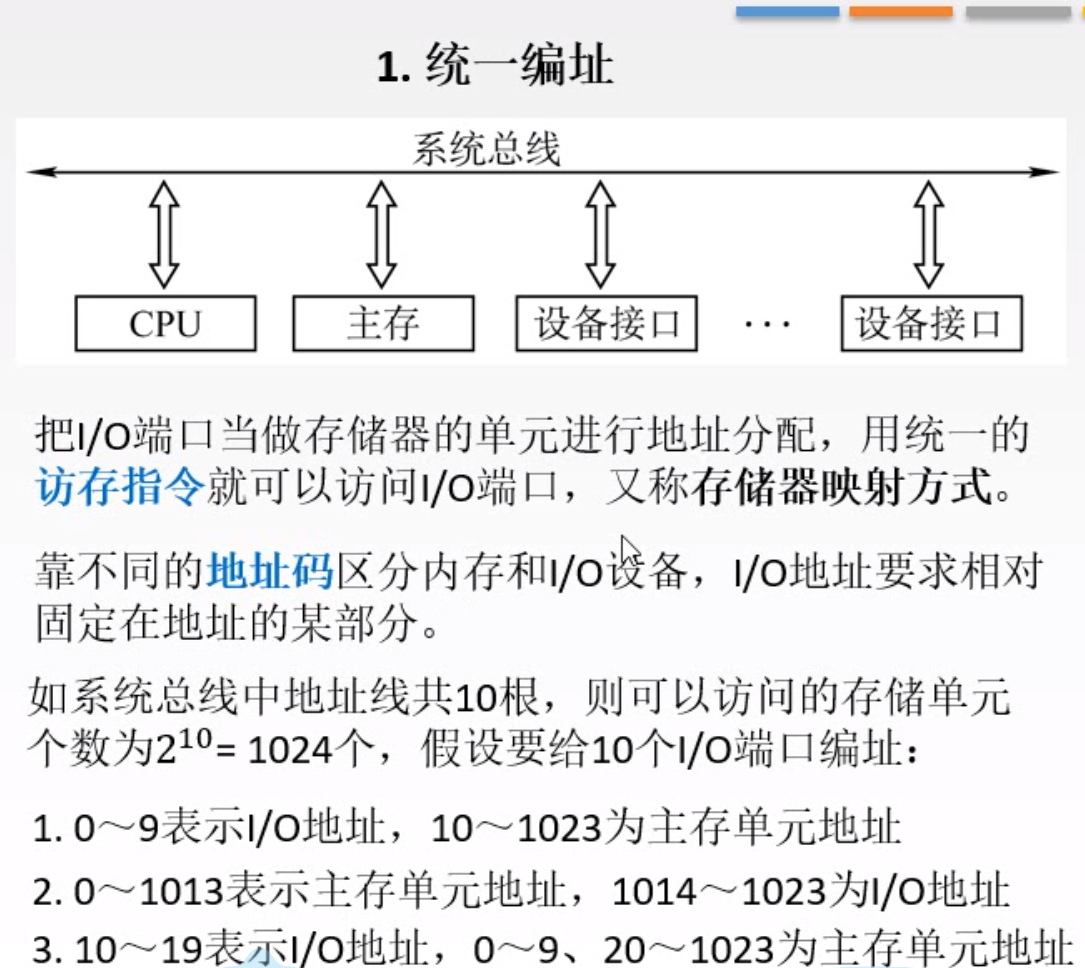 1. 统一编址
系统总线
CPU
主存
设备接口
···
设备接口
把I/O端口当做存储器的单元进行地址分配，用统一的
访存指令就可以访问I/O端口，又称存储器映射方式。
靠不同的地址码区分内存和I/O设备，I/O地址要求相对
固定在地址的某部分。
如系统总线中地址线共10根，则可以访问的存储单元
个数为2¹⁰= 1024个，假设要给10个I/O端口编址：
1. 0～9表示I/O地址，10～1023为主存单元地址
2. 0～1013表示主存单元地址，1014～1023为I/O地址
3. 10～19表示I/O地址，0～9、20～1023为主存单元地址